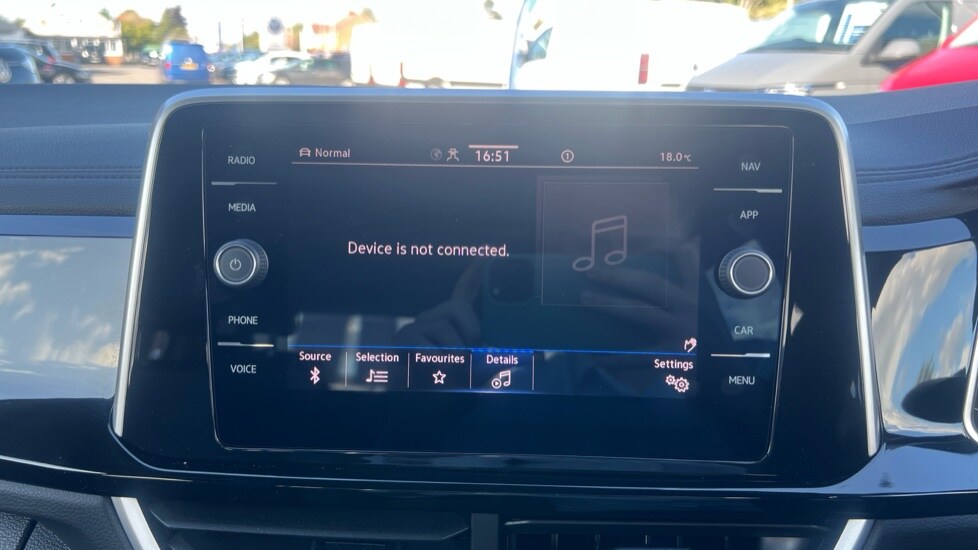 RADIO
MEDIA
PHONE
VOICE
Normal 16:51 1 18.0°C
Device is not connected.
Source Selection Favourites Details Settings
NAV
APP
CAR
MENU